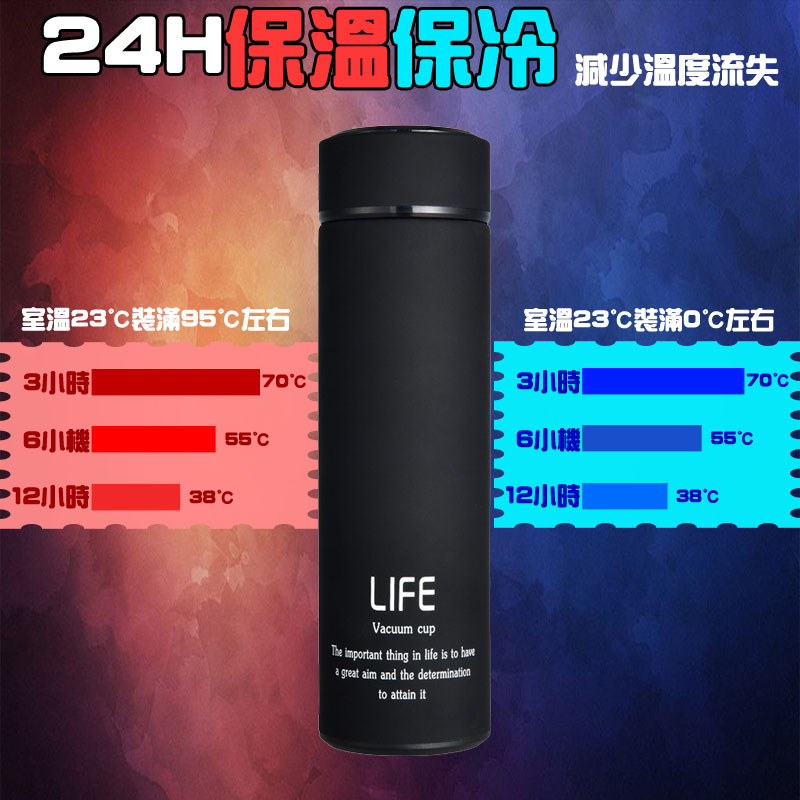 24H保溫保冷 減少溫度流失
室溫23℃裝滿95℃左右
3小時 70℃
6小機 55℃
12小時 38℃
室溫23℃裝滿0℃左右
3小時 70℃
6小機 55℃
12小時 38℃
LIFE
Vacuum cup
The important thing in life is to have
a great aim and the determination
to attain it